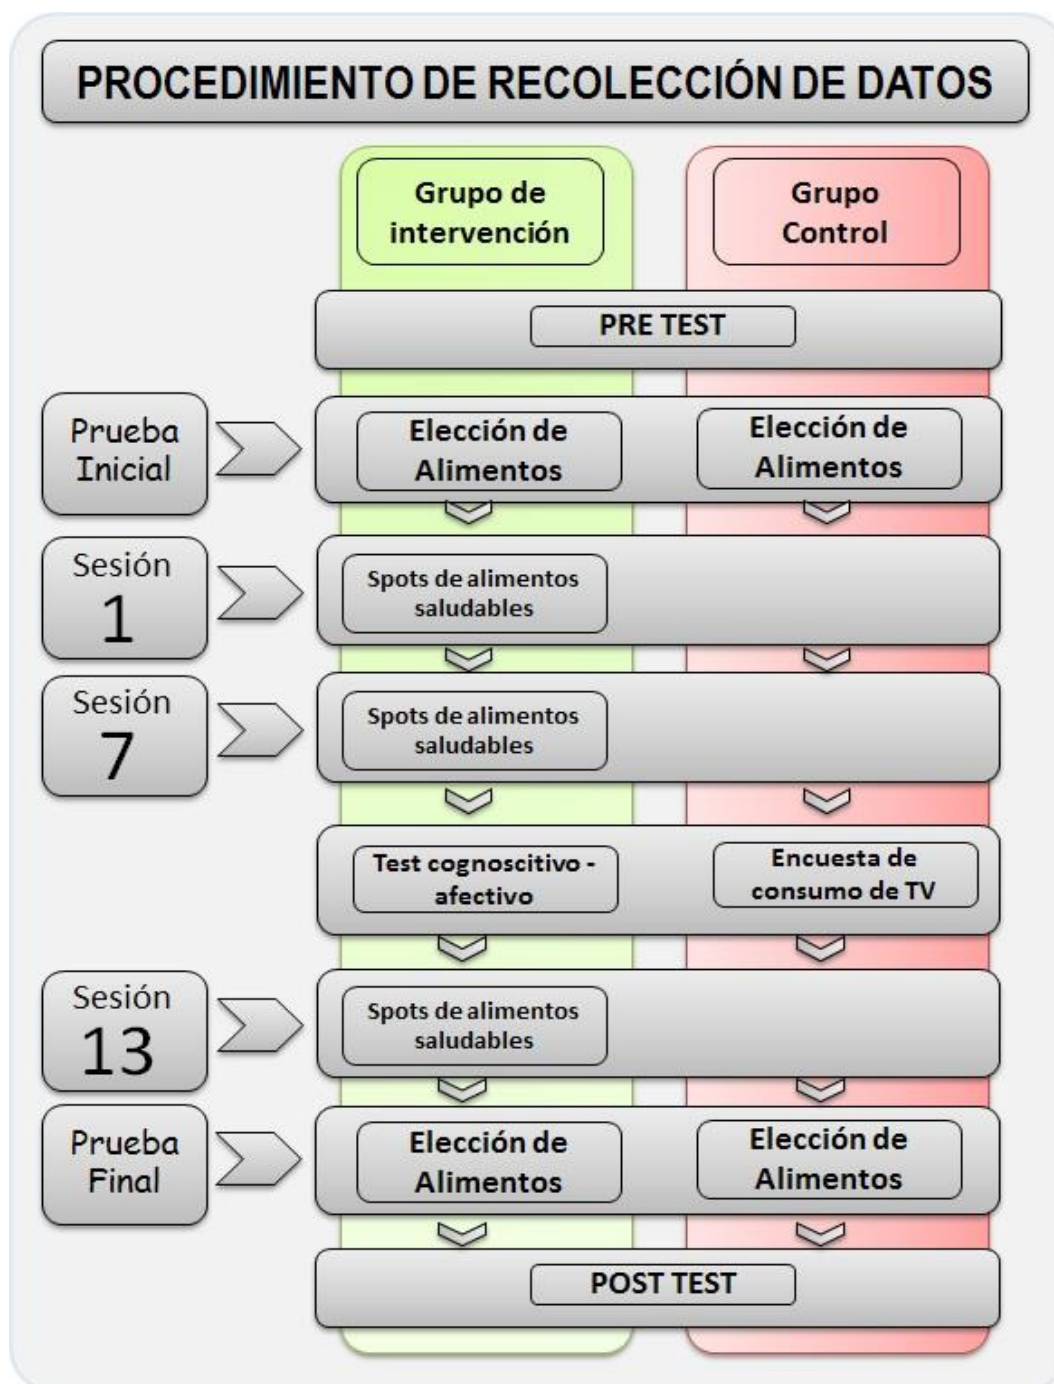 PROCEDIMIENTO DE RECOLECCIÓN DE DATOS
Grupo de
intervención
Grupo
Control
PRE TEST
Prueba
Inicial
Elección de
Alimentos
Elección de
Alimentos
Sesión
1
Spots de alimentos
saludables
Sesión
7
Spots de alimentos
saludables
Test cognoscitivo -
afectivo
Encuesta de
consumo de TV
Sesión
13
Spots de alimentos
saludables
Prueba
Final
Elección de
Alimentos
Elección de
Alimentos
POST TEST